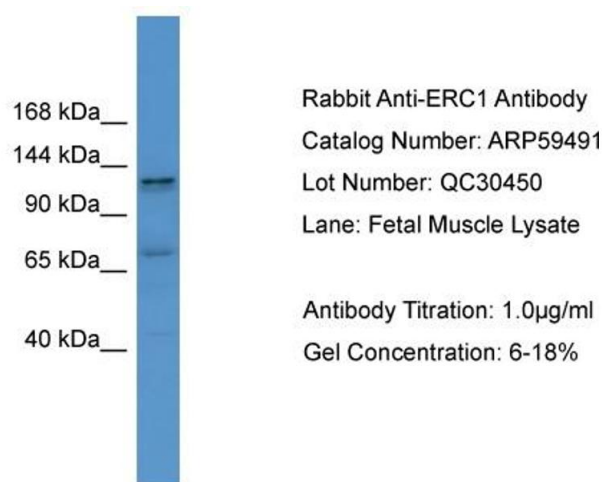 168 kDa__
144 kDa__
90 kDa__
65 kDa__
40 kDa__
Rabbit Anti-ERC1 Antibody
Catalog Number: ARP59491
Lot Number: QC30450
Lane: Fetal Muscle Lysate
Antibody Titration: 1.0µg/ml
Gel Concentration: 6-18%